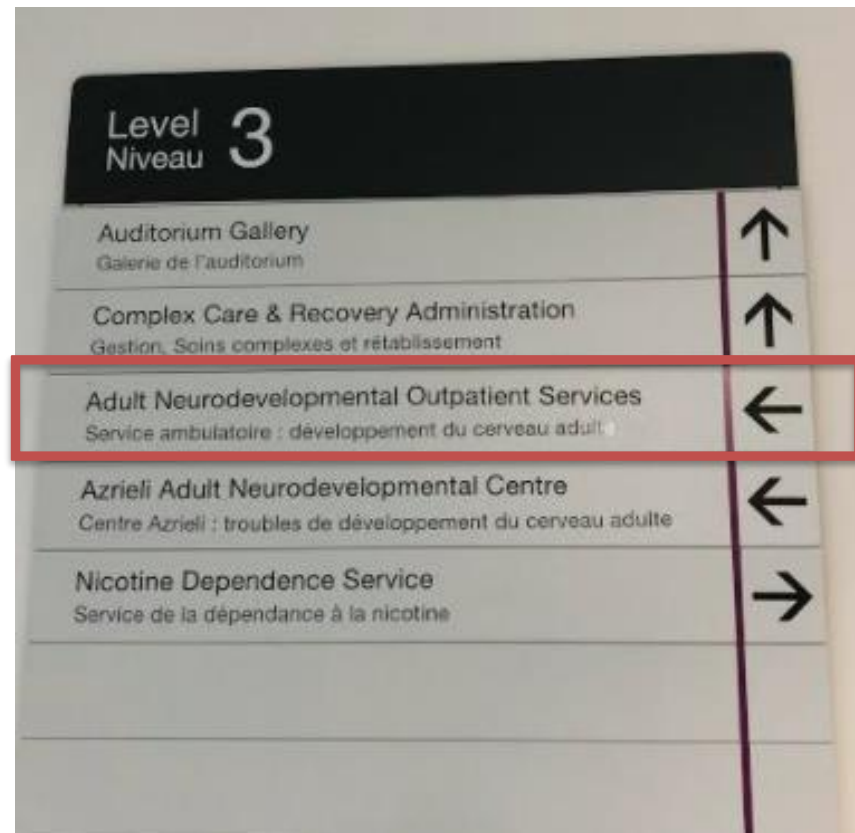 Level
Niveau 3
Auditorium Gallery
Galerie de l'auditorium
Complex Care & Recovery Administration
Gestion, Soins complexes et rétablissement
Adult Neurodevelopmental Outpatient Services
Service ambulatoire : développement du cerveau adult
Azrieli Adult Neurodevelopmental Centre
Centre Azrieli : troubles de développement du cerveau adulte
Nicotine Dependence Service
Service de la dépendance à la nicotine